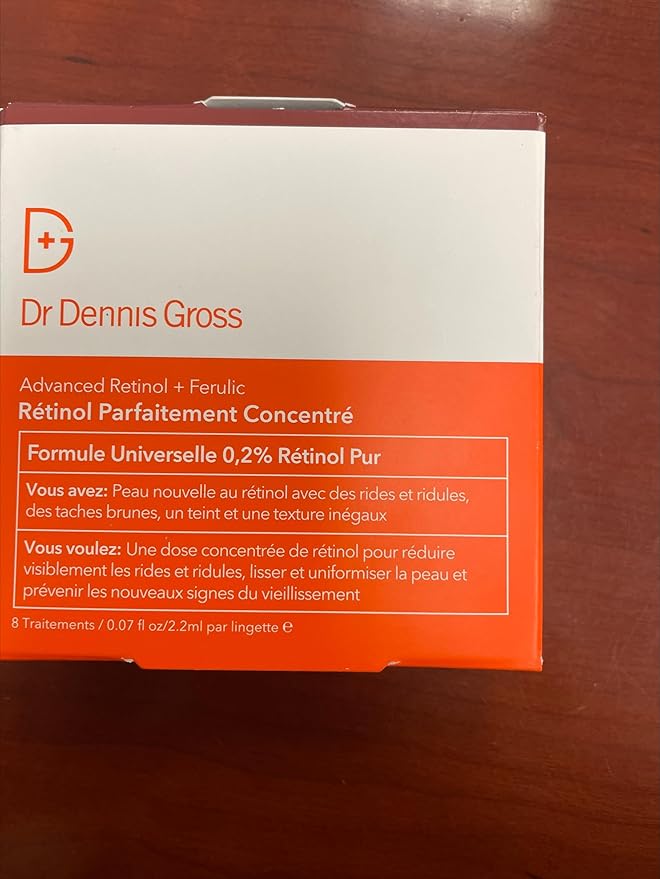 Dr Dennis Gross
Advanced Retinol + Ferulic
Rétinol Parfaitement Concentré
Formule Universelle 0,2% Rétinol Pur
Vous avez: Peau nouvelle au rétinol avec des rides et ridules,
des taches brunes, un teint et une texture inégaux
Vous voulez: Une dose concentrée de rétinol pour réduire
visiblement les rides et ridules, lisser et uniformiser la peau et
prévenir les nouveaux signes du vieillissement
8 Traitements / 0.07 fl oz/2.2ml par lingette ℮